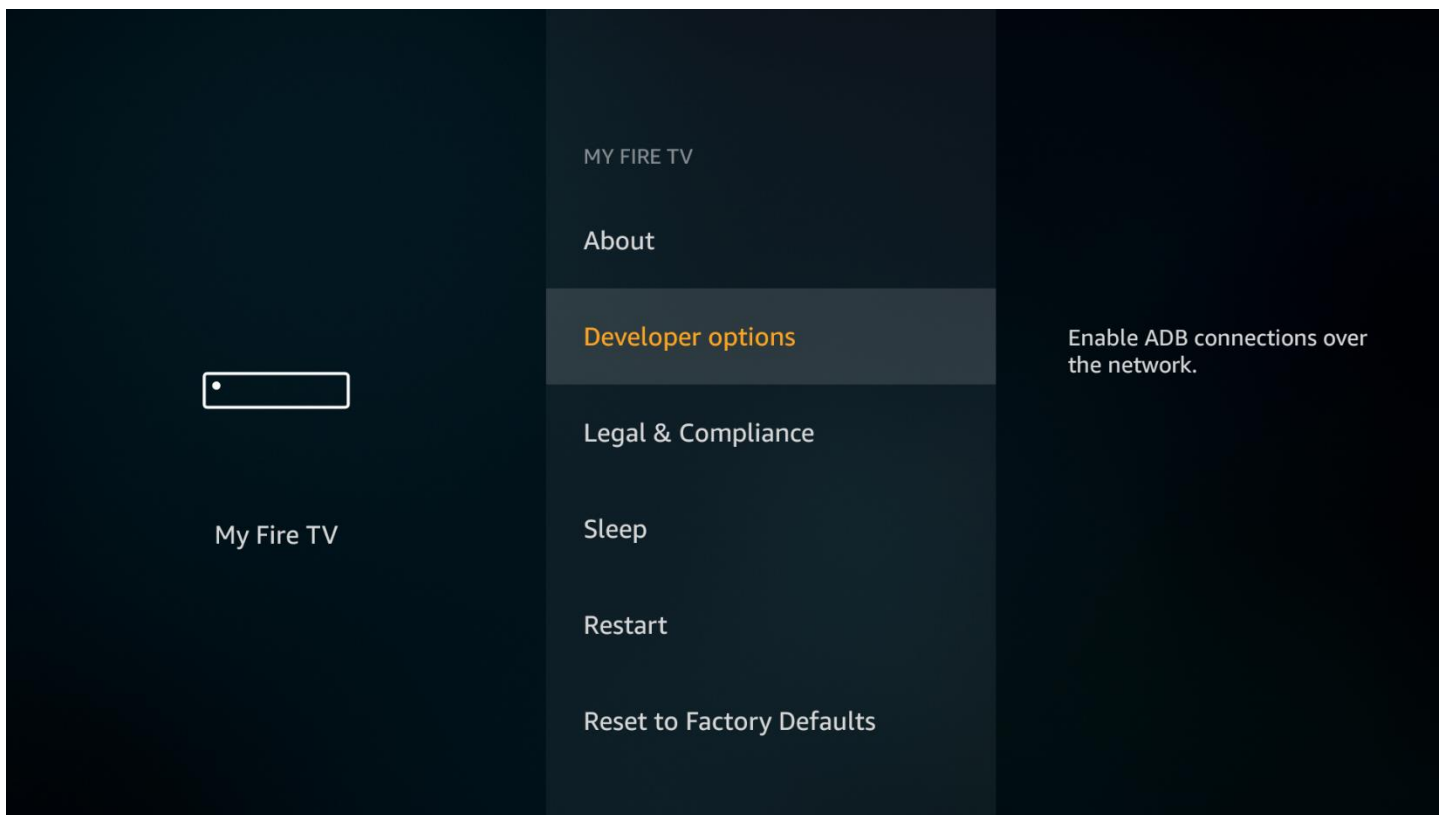 My Fire TV
MY FIRE TV
About
Developer options
Legal & Compliance
Sleep
Restart
Reset to Factory Defaults
Enable ADB connections over
the network.